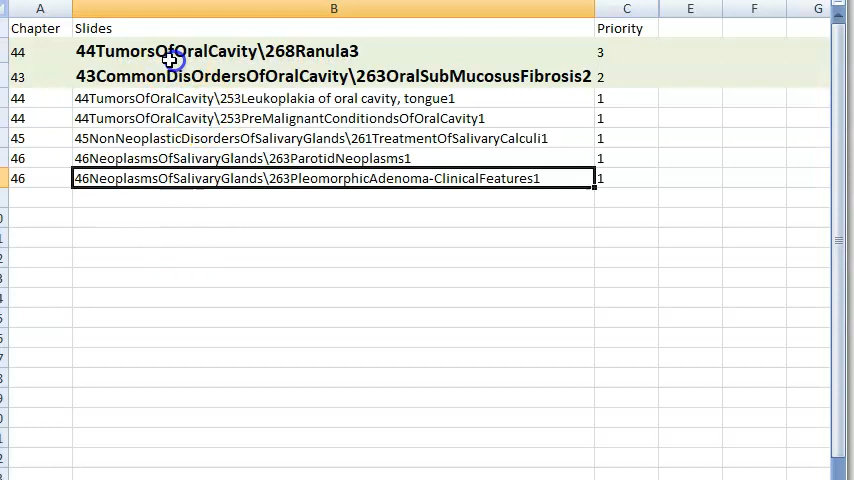 A B C E F G
Chapter Slides Priority
44 44TumorsOfOralCavity\268Ranula3 3
43 43CommonDisOrdersOfOralCavity\263OralSubMucosusFibrosis2 2
44 44TumorsOfOralCavity\253Leukoplakia of oral cavity, tongue1 1
44 44TumorsOfOralCavity\253PreMalignantConditiondsOfOralCavity1 1
45 45NonNeoplasticDisordersOfSalivaryGlands\261TreatmentOfSalivaryCalculi1 1
46 46NeoplasmsOfSalivaryGlands\263ParotidNeoplasms1 1
46 46NeoplasmsOfSalivaryGlands\263PleomorphicAdenoma-ClinicalFeatures1 1